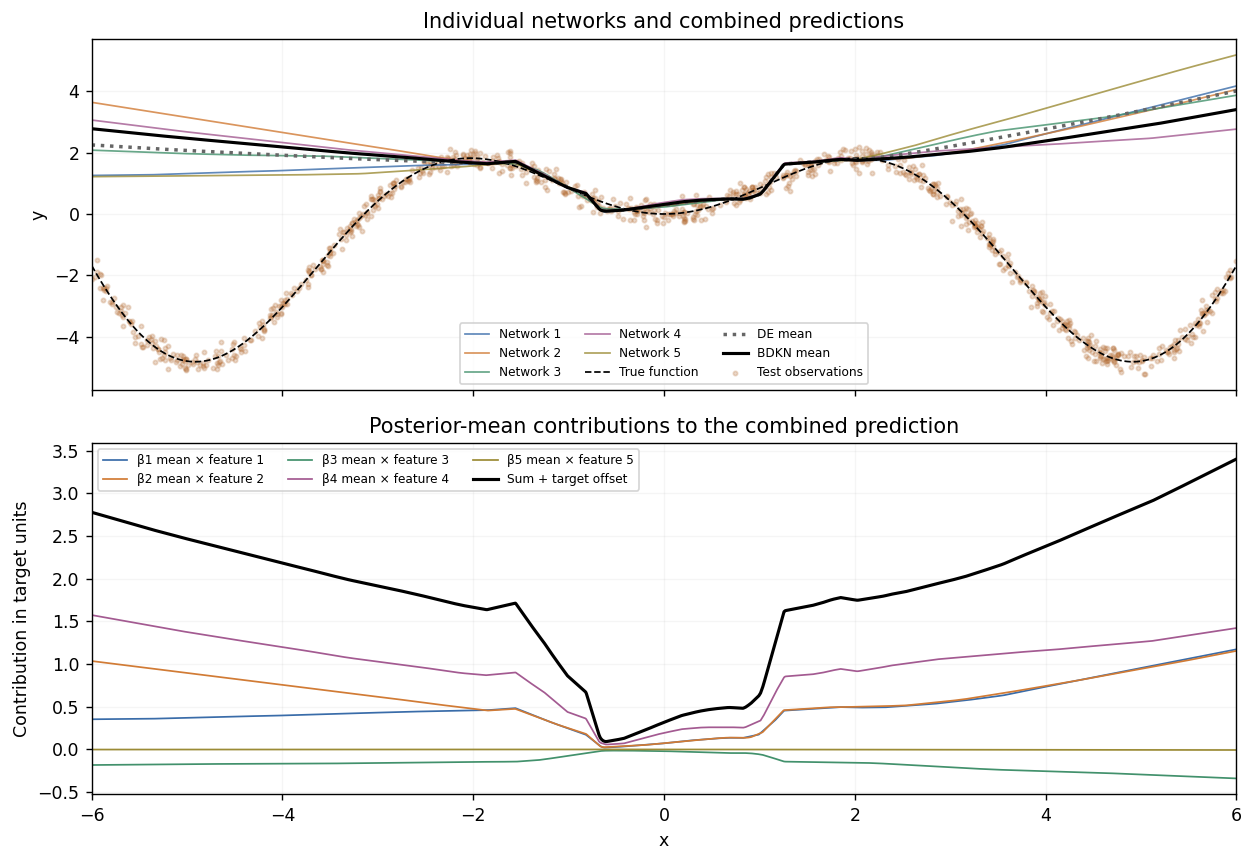 Individual networks and combined predictions
y
4
2
0
−2
−4
Network 1
Network 2
Network 3
Network 4
Network 5
True function
DE mean
BDKN mean
Test observations
Posterior-mean contributions to the combined prediction
Contribution in target units
3.5
3.0
2.5
2.0
1.5
1.0
0.5
0.0
−0.5
β1 mean × feature 1
β2 mean × feature 2
β3 mean × feature 3
β4 mean × feature 4
β5 mean × feature 5
Sum + target offset
−6
−4
−2
0
2
4
6
x